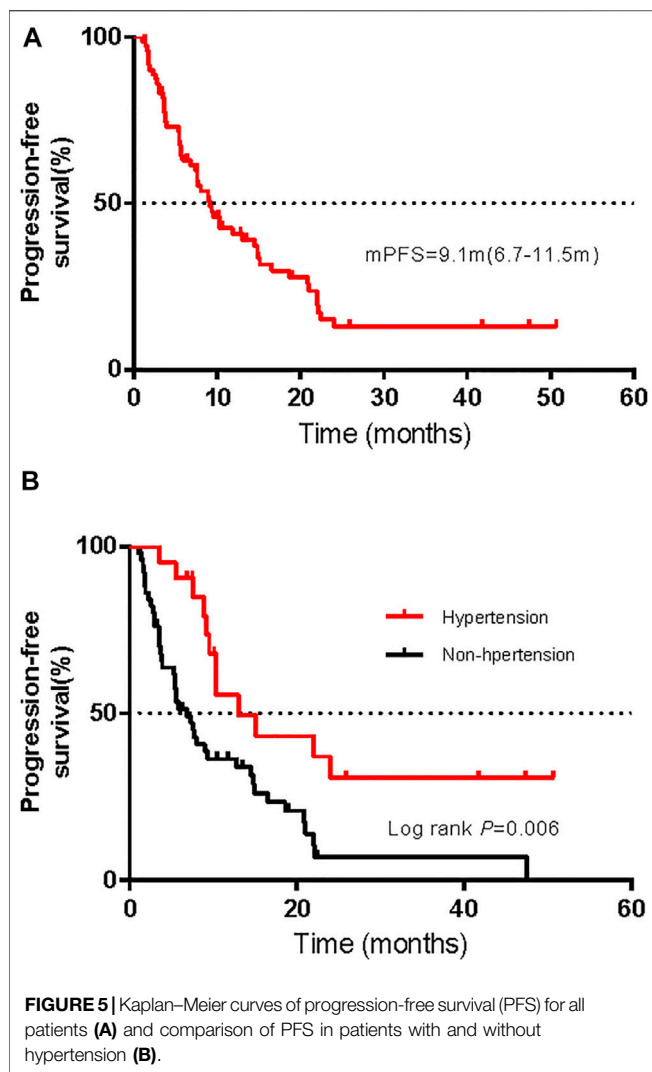 A
Progression-free
survival(%)
100
50
0
mPFS=9.1m(6.7-11.5m)
0 10 20 30 40 50 60
Time (months)
B
Progression-free
survival(%)
100
50
0
Hypertension
Non-hpertension
Log rank P=0.006
0 20 40 60
Time (months)
FIGURE 5 | Kaplan–Meier curves of progression-free survival (PFS) for all
patients (A) and comparison of PFS in patients with and without
hypertension (B).